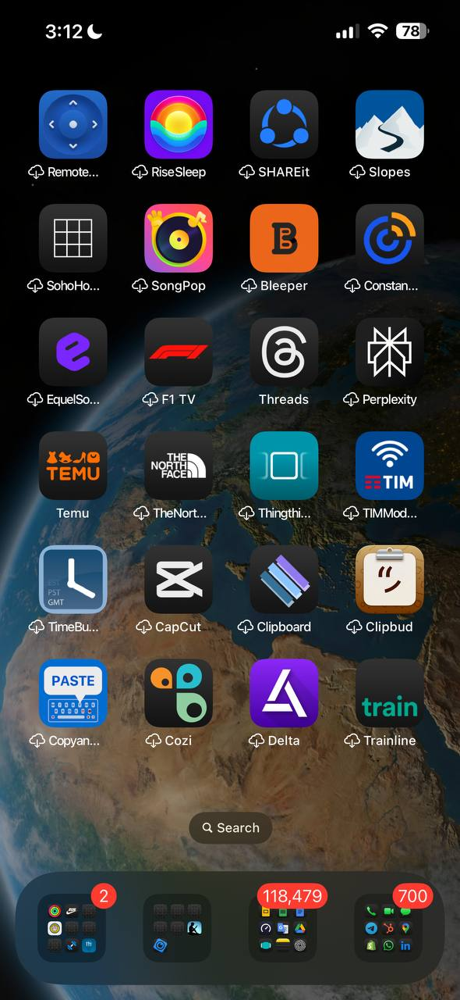 3:12
78
Remote...
RiseSleep
SHAREit
Slopes
SohoHo...
SongPop
B
Bleeper
Constan...
EquelSo...
F1 TV
Threads
Perplexity
TEMU
THE
NORTH
FACE
TIM
Temu
TheNort...
Thingthi...
TIMMod...
EST
PST
GMT
TimeBu...
CapCut
Clipboard
Clipbud
PASTE
train
Copyan...
Cozi
Delta
Trainline
Search
2
118,479
700